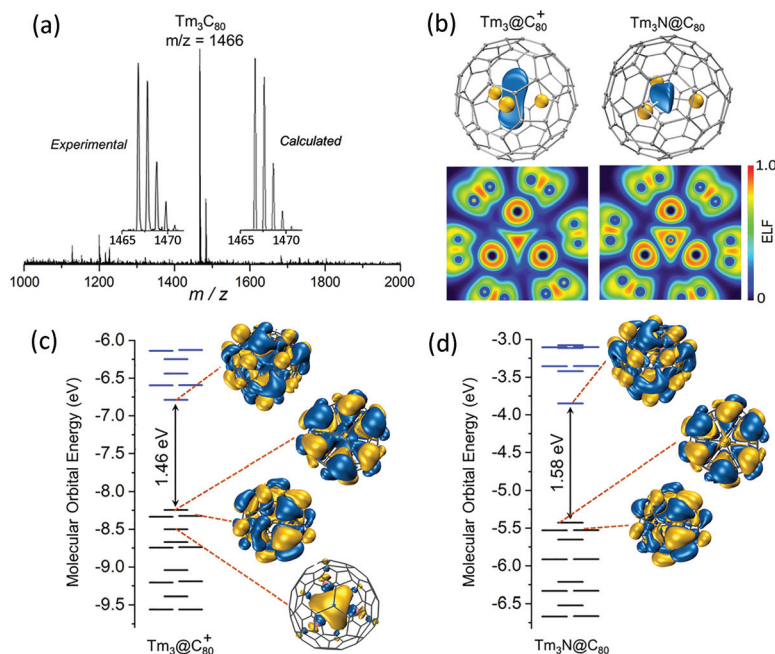 (a)
Tm3C80
m/z = 1466
Experimental
Calculated
1465 1470
1465 1470
1000 1200 1400 1600 1800 2000
m / z
(b)
Tm3@C80+
Tm3N@C80
1.0
ELF
0
(c)
Molecular Orbital Energy (eV)
-6.0
-6.5
-7.0
-7.5
-8.0
-8.5
-9.0
-9.5
1.46 eV
Tm3@C80+
(d)
Molecular Orbital Energy (eV)
-3.0
-3.5
-4.0
-4.5
-5.0
-5.5
-6.0
-6.5
1.58 eV
Tm3N@C80